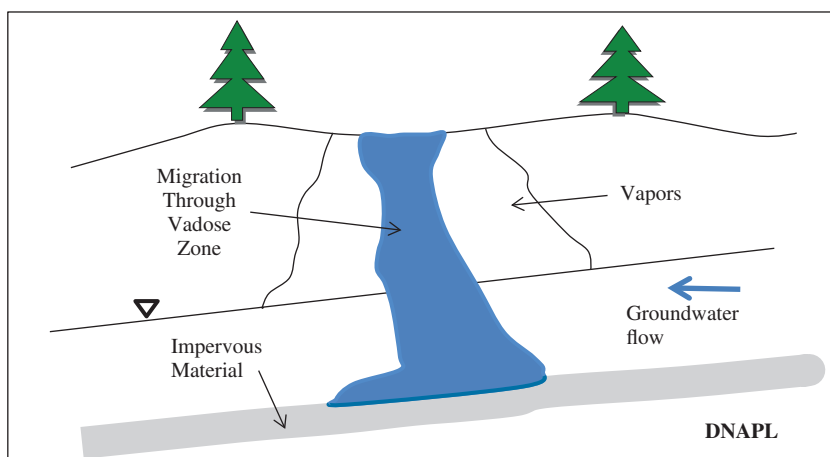 Migration
Through
Vadose
Zone
Vapors
Groundwater
flow
Impervous
Material
DNAPL